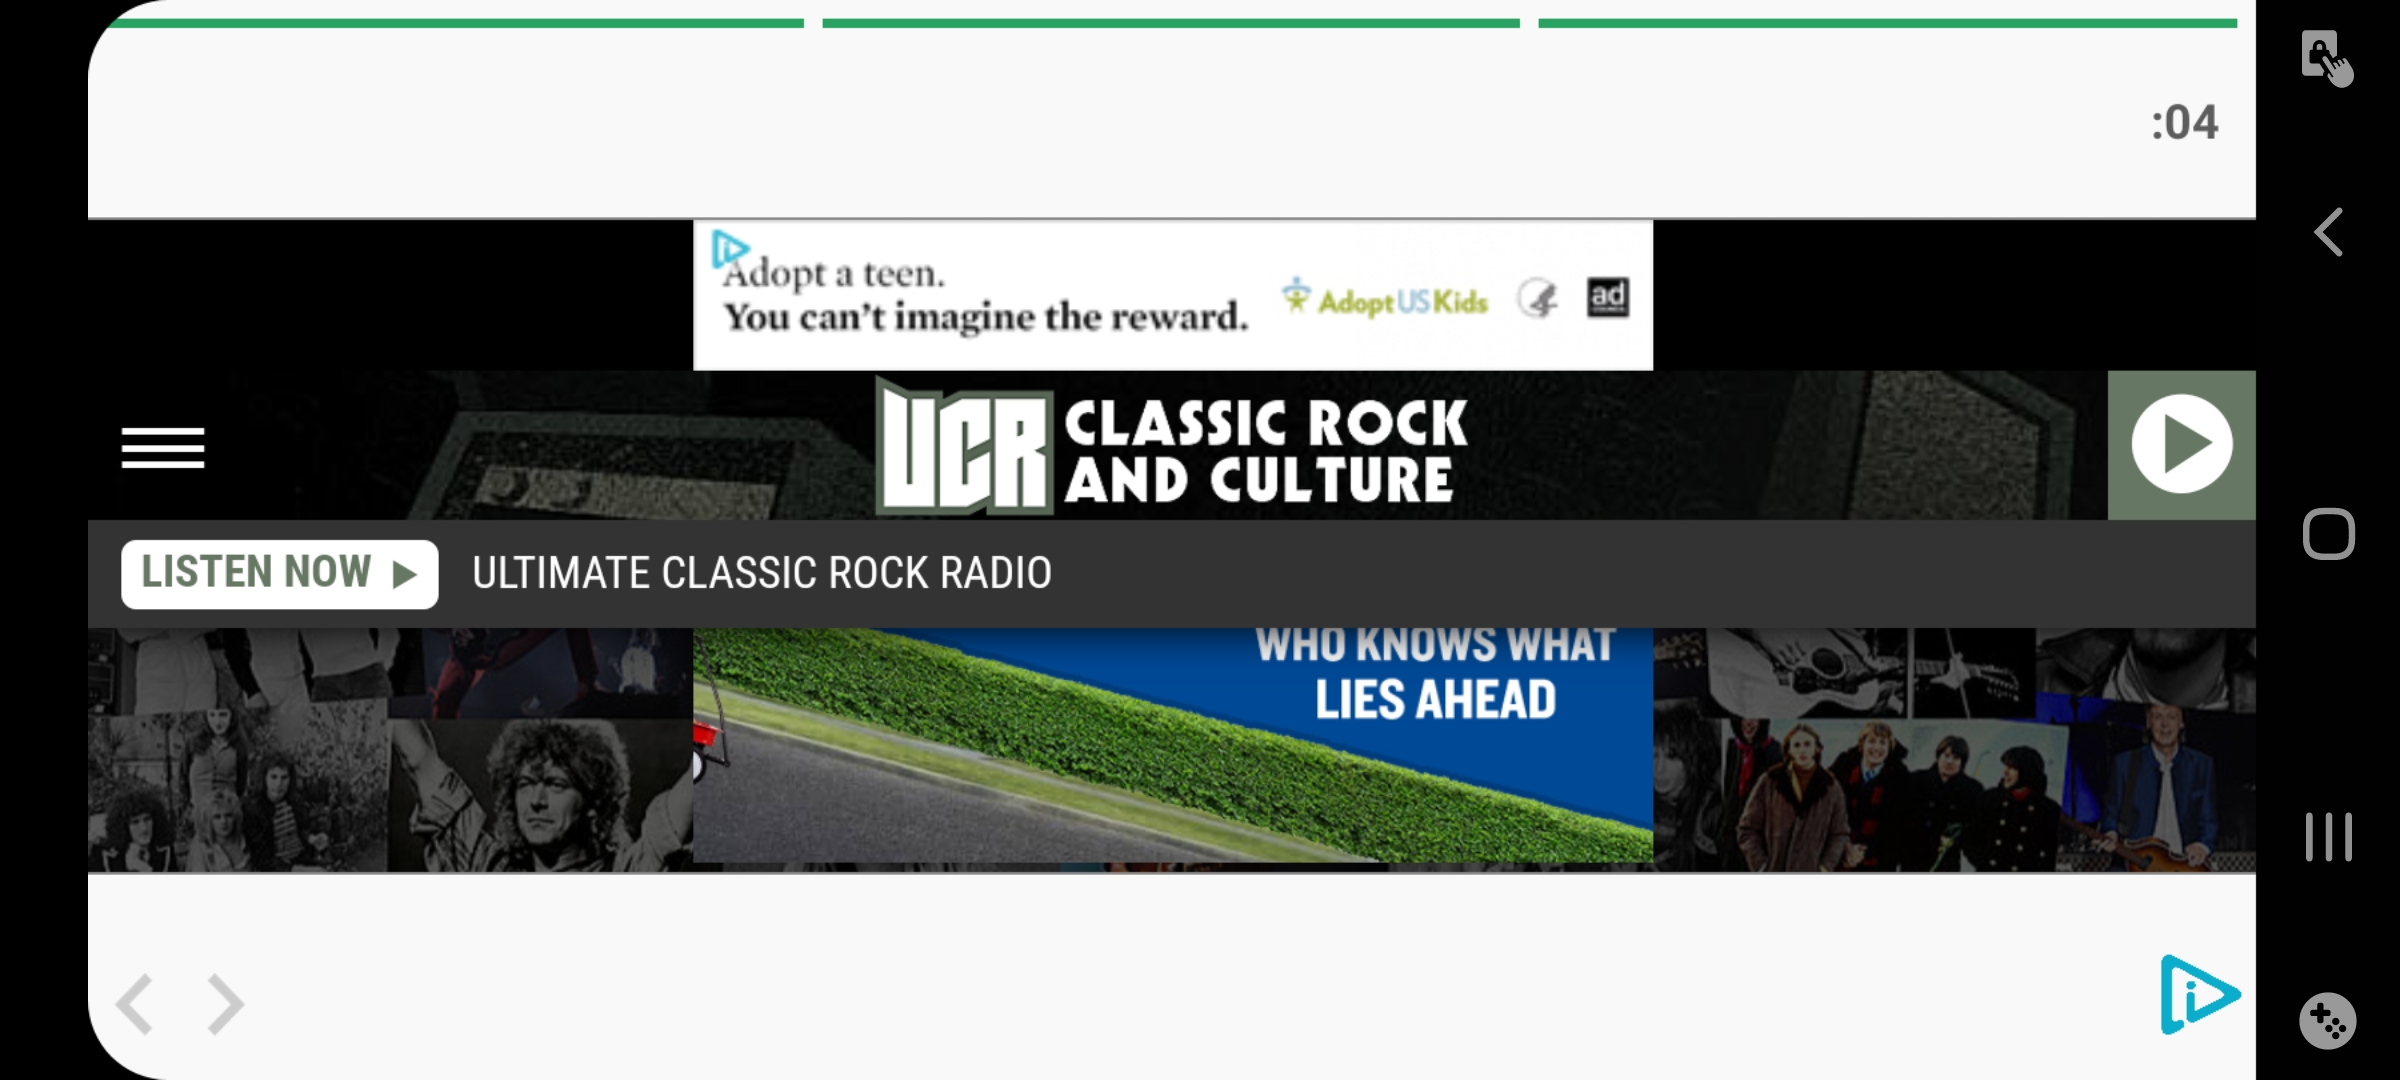 :04
Adopt a teen.
You can't imagine the reward.
AdoptUSKids
ad
UCR CLASSIC ROCK
AND CULTURE
LISTEN NOW
ULTIMATE CLASSIC ROCK RADIO
WHO KNOWS WHAT
LIES AHEAD